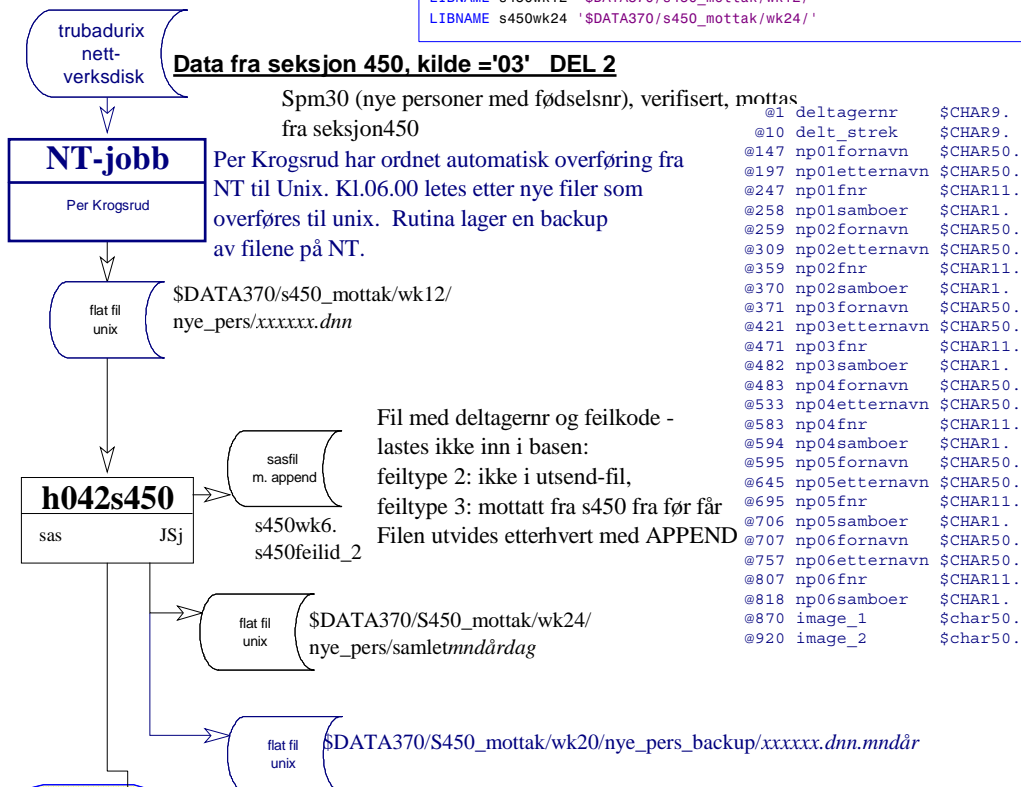 LIBNAME s450wk12 '$DATA370/s450_mottak/wk12/'
LIBNAME s450wk24 '$DATA370/s450_mottak/wk24/'
trubadurix
nett-
verksdisk
Data fra seksjon 450, kilde ='03' DEL 2
Spm30 (nye personer med fødselsnr), verifisert, mottas
fra seksjon450
NT-jobb
Per Krogsrud
Per Krogsrud har ordnet automatisk overføring fra
NT til Unix. Kl.06.00 letes etter nye filer som
overføres til unix. Rutina lager en backup
av filene på NT.
flat fil
unix
$DATA370/s450_mottak/wk12/
nye_pers/xxxxxx.dnn
@1 deltagernr $CHAR9.
@10 delt_strek $CHAR9.
@147 np01fornavn $CHAR50.
@197 np01etternavn $CHAR50.
@247 np01fnr $CHAR11.
@258 np01samboer $CHAR1.
@259 np02fornavn $CHAR50.
@309 np02etternavn $CHAR50.
@359 np02fnr $CHAR11.
@370 np02samboer $CHAR1.
@371 np03fornavn $CHAR50.
@421 np03etternavn $CHAR50.
@471 np03fnr $CHAR11.
@482 np03samboer $CHAR1.
@483 np04fornavn $CHAR50.
@533 np04etternavn $CHAR50.
@583 np04fnr $CHAR11.
@594 np04samboer $CHAR1.
@595 np05fornavn $CHAR50.
@645 np05etternavn $CHAR50.
@695 np05fnr $CHAR11.
@706 np05samboer $CHAR1.
@707 np06fornavn $CHAR50.
@757 np06etternavn $CHAR50.
@807 np06fnr $CHAR11.
@818 np06samboer $CHAR1.
@870 image_1 $char50.
@920 image_2 $char50.
h042s450
sas JSj
sasfil
m. append
s450wk6.
s450feilid_2
Fil med deltagernr og feilkode -
lastes ikke inn i basen:
feiltype 2: ikke i utsend-fil,
feiltype 3: mottatt fra s450 fra før får
Filen utvides etterhvert med APPEND
flat fil
unix
$DATA370/S450_mottak/wk24/
nye_pers/samletmndårdag
flat fil
unix
$DATA370/S450_mottak/wk20/nye_pers_backup/xxxxxx.dnn.mndår